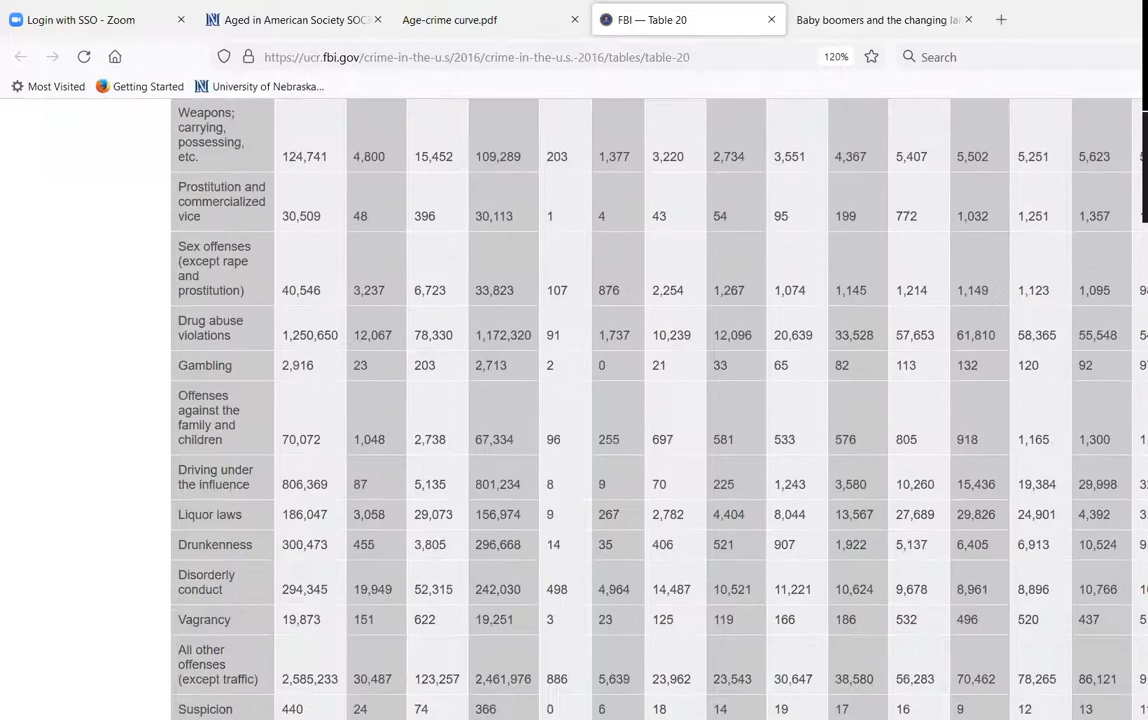 Login with SSO - Zoom
Aged in American Society SOC
Age-crime curve.pdf
FBI — Table 20
Baby boomers and the changing la
https://ucr.fbi.gov/crime-in-the-u.s/2016/crime-in-the-u.s.-2016/tables/table-20
120%
Search
Most Visited
Getting Started
University of Nebraska...
Weapons;
carrying,
possessing,
etc. 124,741 4,800 15,452 109,289 203 1,377 3,220 2,734 3,551 4,367 5,407 5,502 5,251 5,623
Prostitution and
commercialized
vice 30,509 48 396 30,113 1 4 43 54 95 199 772 1,032 1,251 1,357
Sex offenses
(except rape
and
prostitution) 40,546 3,237 6,723 33,823 107 876 2,254 1,267 1,074 1,145 1,214 1,149 1,123 1,095
Drug abuse
violations 1,250,650 12,067 78,330 1,172,320 91 1,737 10,239 12,096 20,639 33,528 57,653 61,810 58,365 55,548
Gambling 2,916 23 203 2,713 2 0 21 33 65 82 113 132 120 92
Offenses
against the
family and
children 70,072 1,048 2,738 67,334 96 255 697 581 533 576 805 918 1,165 1,300
Driving under
the influence 806,369 87 5,135 801,234 8 9 70 225 1,243 3,580 10,260 15,436 19,384 29,998
Liquor laws 186,047 3,058 29,073 156,974 9 267 2,782 4,404 8,044 13,567 27,689 29,826 24,901 4,392
Drunkenness 300,473 455 3,805 296,668 14 35 406 521 907 1,922 5,137 6,405 6,913 10,524
Disorderly
conduct 294,345 19,949 52,315 242,030 498 4,964 14,487 10,521 11,221 10,624 9,678 8,961 8,896 10,766
Vagrancy 19,873 151 622 19,251 3 23 125 119 166 186 532 496 520 437
All other
offenses
(except traffic) 2,585,233 30,487 123,257 2,461,976 886 5,639 23,962 23,543 30,647 38,580 56,283 70,462 78,265 86,121
Suspicion 440 24 74 366 0 6 18 14 19 17 16 9 12 13